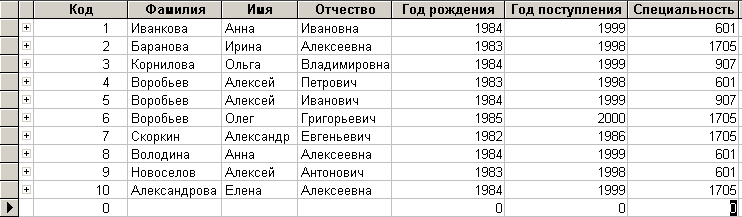 Код Фамилия Имя Отчество Год рождения Год поступления Специальность
1 Иванкова Анна Ивановна 1984 1999 601
2 Баранова Ирина Алексеевна 1983 1998 1705
3 Корнилова Ольга Владимировна 1984 1999 907
4 Воробьев Алексей Петрович 1983 1998 601
5 Воробьев Алексей Иванович 1984 1999 907
6 Воробьев Олег Григорьевич 1985 2000 1705
7 Скоркин Александр Евгеньевич 1982 1986 1705
8 Володина Анна Алексеевна 1984 1999 601
9 Новоселов Алексей Антонович 1983 1998 601
10 Александрова Елена Алексеевна 1984 1999 1705
0 0 0 0